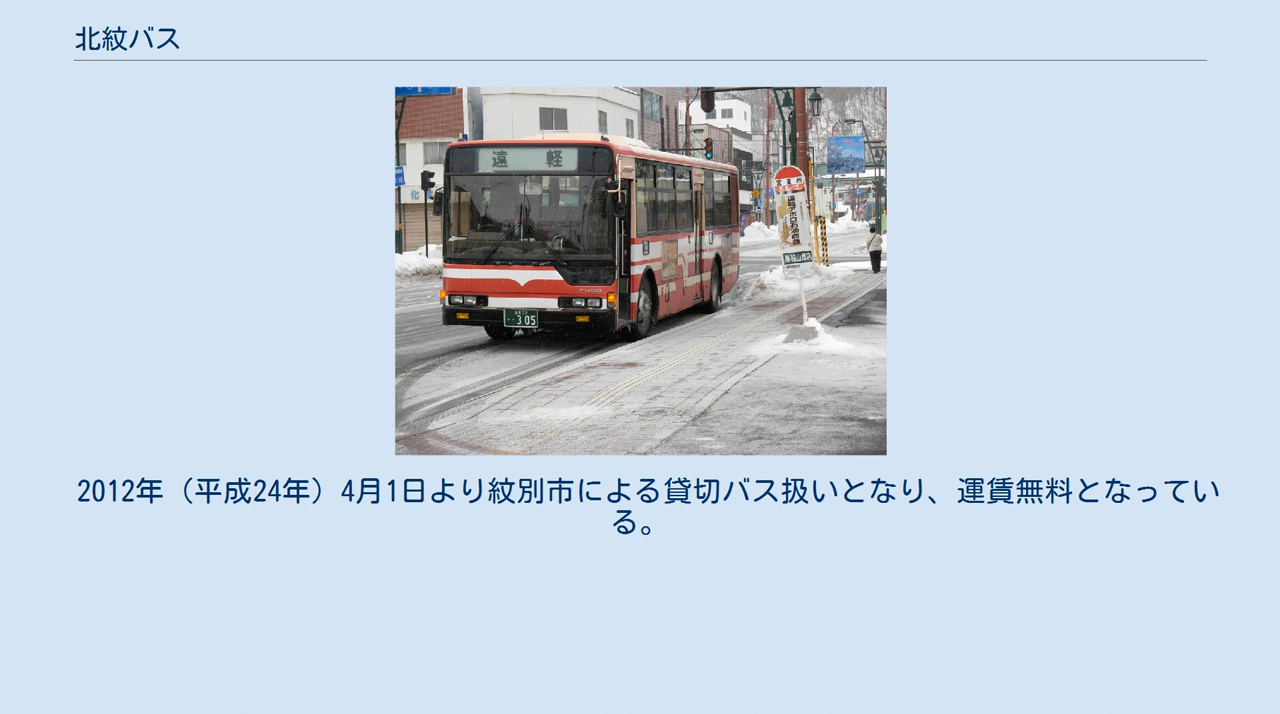 北紋バス
遠軽
FUSO
・305
2012年（平成24年）4月1日より紋別市による貸切バス扱いとなり、運賃無料となってい
る。